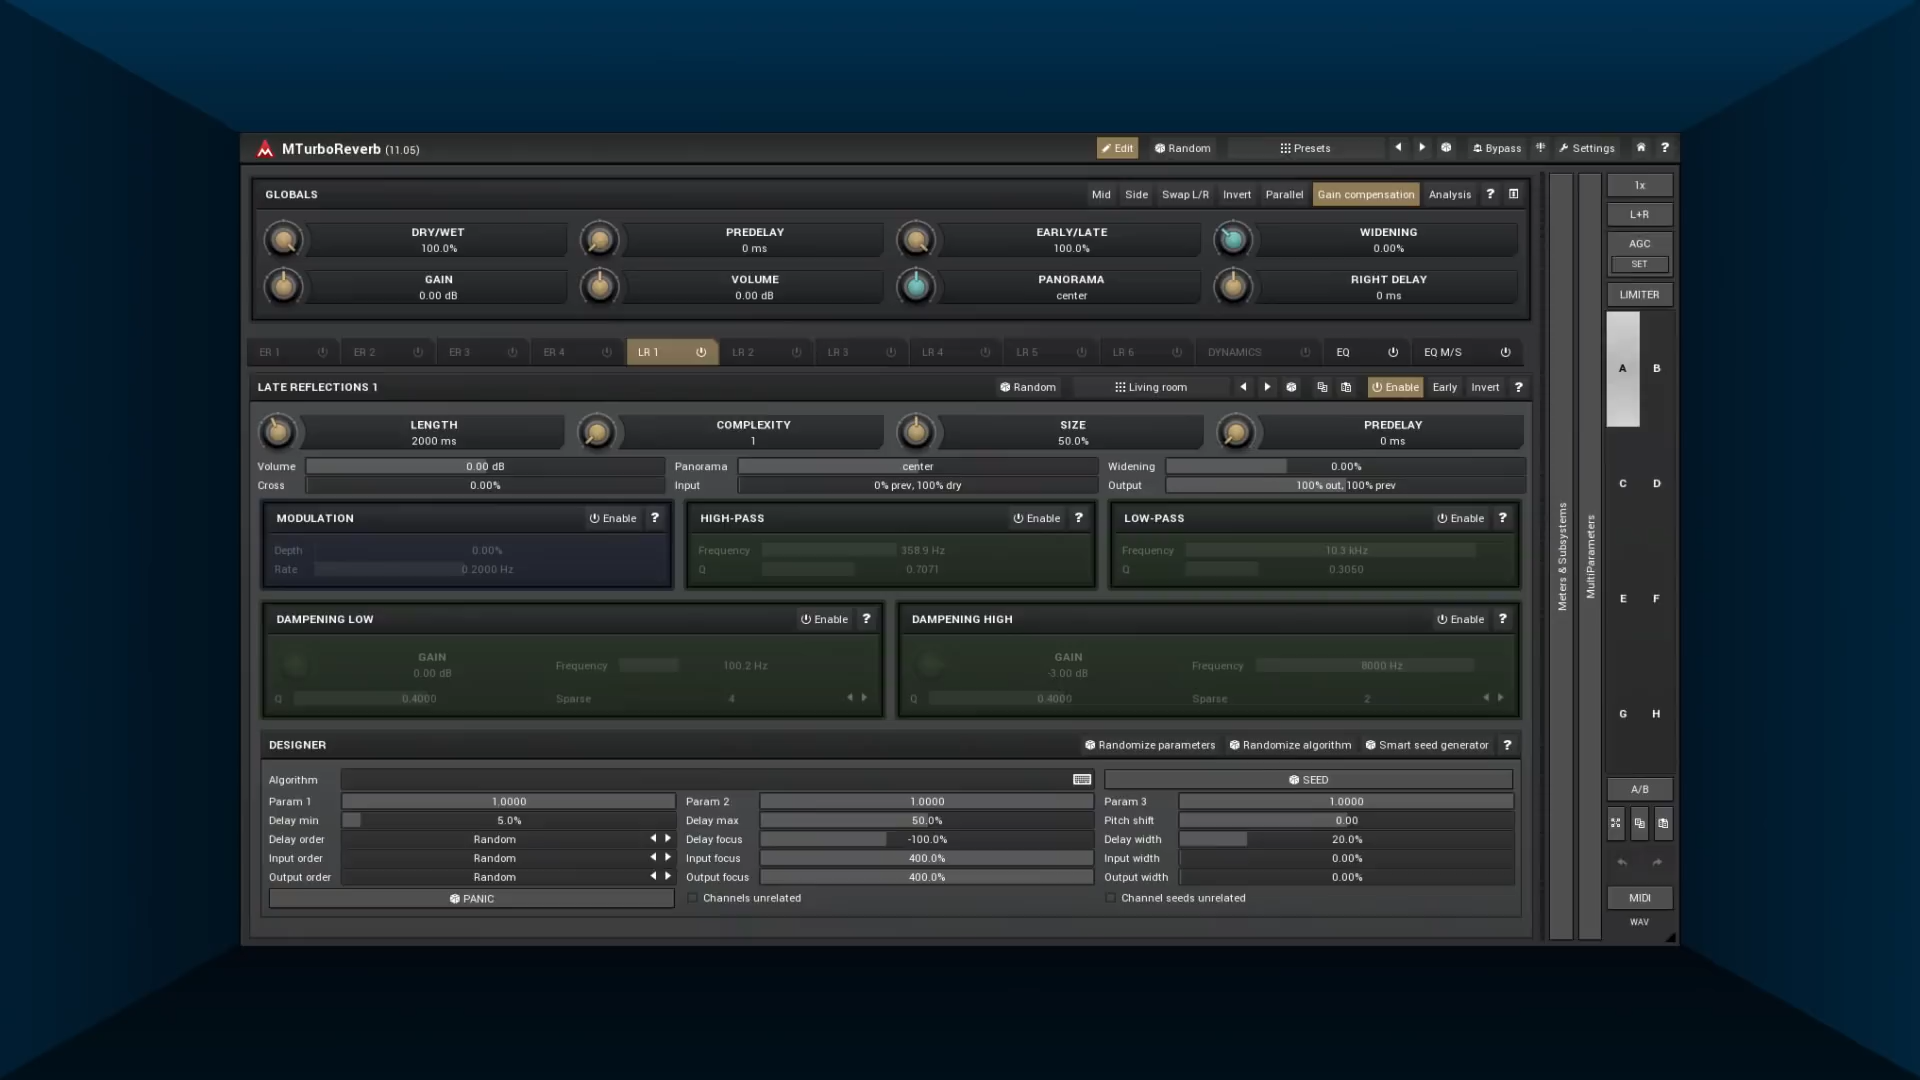 MTurboReverb (11.05) Edit Random Presets Bypass Settings ?
GLOBALS Mid Side Swap L/R Invert Parallel Gain compensation Analysis ?
DRY/WET PREDELAY EARLY/LATE WIDENING
100.0% 0 ms 100.0% 0.00%
GAIN VOLUME PANORAMA RIGHT DELAY
0.00 dB 0.00 dB center 0 ms
ER 1 ER 2 ER 3 ER 4 LR 1 LR 2 LR 3 LR 4 LR 5 LR 6 DYNAMICS EQ EQ M/S
LATE REFLECTIONS 1 Random Living room Enable Early Invert ?
LENGTH COMPLEXITY SIZE PREDELAY
2000 ms 1 50.0% 0 ms
Volume 0.00 dB Panorama center Widening 0.00%
Cross 0.00% Input 0% prev, 100% dry Output 100% out, 100% prev
MODULATION Enable ? HIGH-PASS Enable ? LOW-PASS Enable ?
Depth 0.00% Frequency 358.9 Hz Frequency 10.3 kHz
Rate 0.2000 Hz Q 0.7071 Q 0.3050
DAMPENING LOW Enable ? DAMPENING HIGH Enable ?
GAIN GAIN
0.00 dB Frequency 100.2 Hz -3.00 dB Frequency 8000 Hz
Q 0.4000 Sparse 4 Q 0.4000 Sparse 2
DESIGNER Randomize parameters Randomize algorithm Smart seed generator ?
Algorithm SEED
Param 1 1.0000 Param 2 1.0000 Param 3 1.0000
Delay min 5.0% Delay max 50.0% Pitch shift 0.00
Delay order Random Delay focus -100.0% Delay width 20.0%
Input order Random Input focus 400.0% Input width 0.00%
Output order Random Output focus 400.0% Output width 0.00%
PANIC Channels unrelated Channel seeds unrelated
Meters & Subsystems
MultiParameters
1x
L+R
AGC
SET
LIMITER
A B
C D
E F
G H
A/B
MIDI
WAV